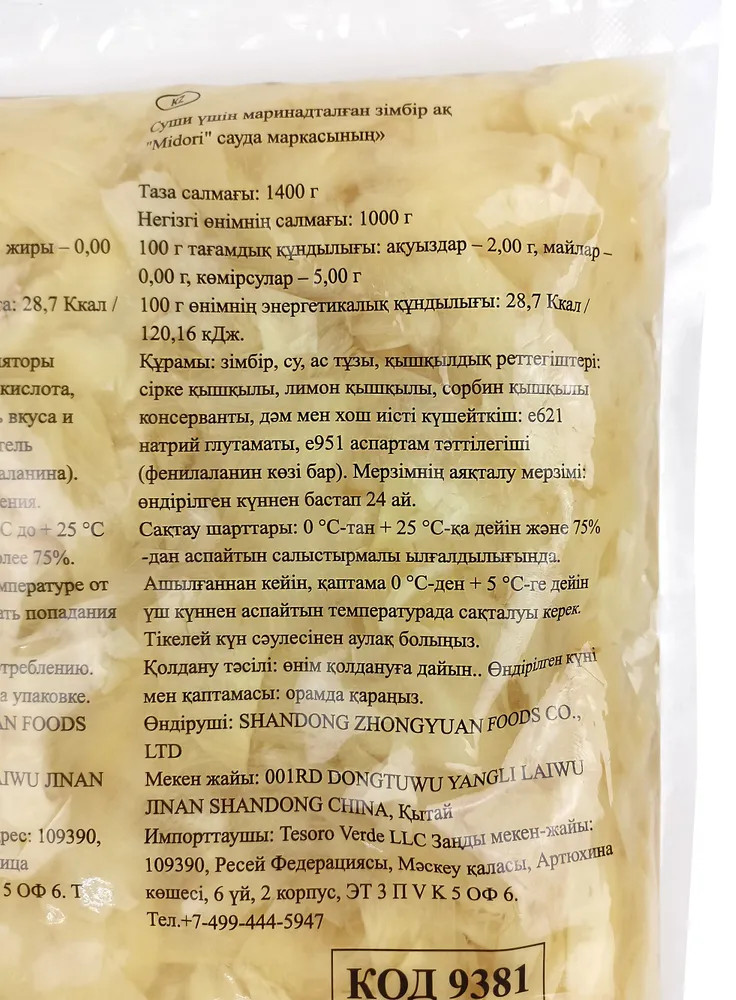 KZ
Суши үшін маринадталған зімбір ақ
"Midori" сауда маркасының»
Таза салмағы: 1400 г
Негізгі өнімнің салмағы: 1000 г
жиры – 0,00
100 г тағамдық құндылығы: ақуыздар – 2,00 г, майлар –
0,00 г, көмірсулар – 5,00 г
та: 28,7 Ккал /
100 г өнімнің энергетикалық құндылығы: 28,7 Ккал /
120,16 кДж.
яторы
Құрамы: зімбір, су, ас тұзы, қышқылдық реттегіштері:
кислота,
сірке қышқылы, лимон қышқылы, сорбин қышқылы
вкуса и
консерванты, дәм мен хош иісті күшейткіш: е621
тель
натрий глутаматы, е951 аспартам тәттілегіші
аланина).
(фенилаланин көзі бар). Мерзімнің аяқталу мерзімі:
ения.
өндірілген күннен бастап 24 ай.
С до + 25 °C
Сақтау шарттары: 0 °C-тан + 25 °C-қа дейін және 75%
олее 75%.
-дан аспайтын салыстырмалы ылғалдылығында.
мпературе от
Ашылғаннан кейін, қаптама 0 °C-ден + 5 °C-ге дейін
ать попадания
үш күннен аспайтын температурада сақталуы керек.
Тікелей күн сәулесінен аулақ болыңыз.
треблению.
Қолдану тәсілі: өнім қолдануға дайын.. Өндірілген күні
а упаковке.
мен қаптамасы: орамда қараңыз.
AN FOODS
Өндіруші: SHANDONG ZHONGYUAN FOODS CO.,
LTD
AIWU JINAN
Мекен жайы: 001RD DONGTUWU YANGLI LAIWU
JINAN SHANDONG CHINA, Қытай
рес: 109390,
Импорттаушы: Tesoro Verde LLC Заңды мекен-жайы:
ица
109390, Ресей Федерациясы, Мәскеу қаласы, Артюхина
5 ОФ 6. Т
көшесі, 6 үй, 2 корпус, ЭТ 3 П V K 5 ОФ 6.
Тел.+7-499-444-5947
КОД 9381